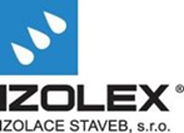 IZOLEX ®
IZOLACE STAVEB, s.r.o.